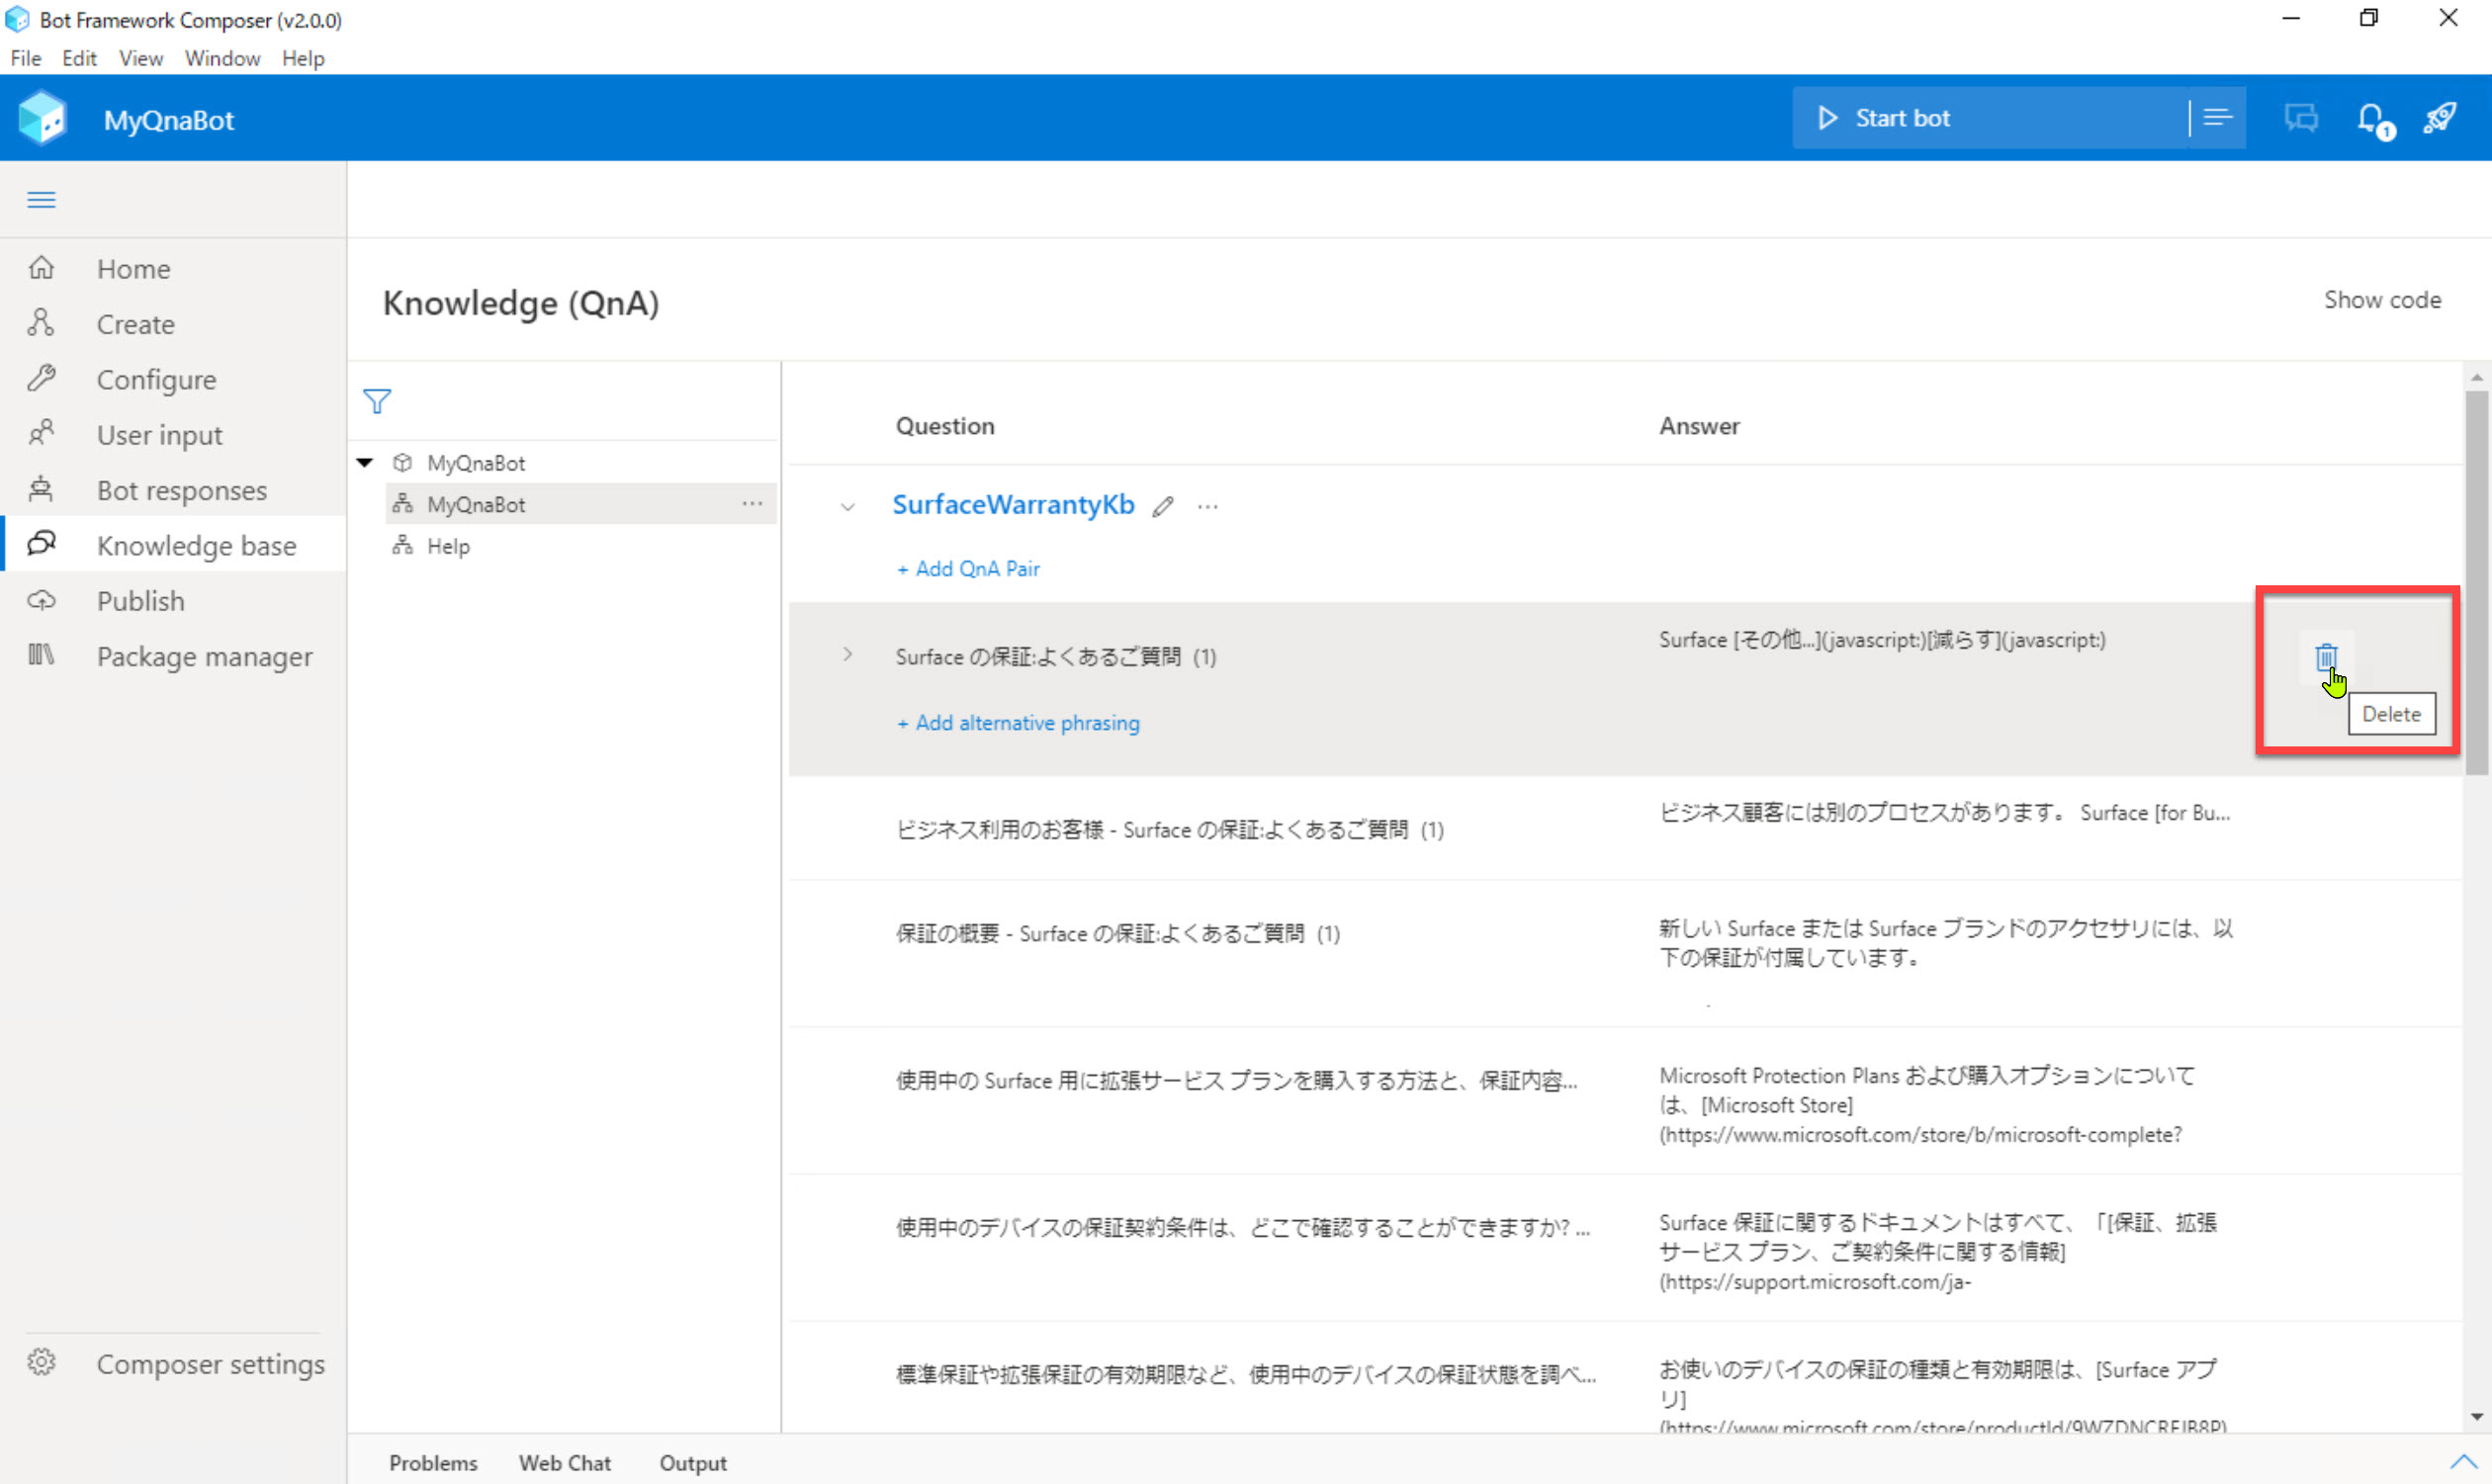 Bot Framework Composer (v2.0.0)
File Edit View Window Help
MyQnaBot
Start bot
1
Home
Create
Configure
User input
Bot responses
Knowledge base
Publish
Package manager
Composer settings
Knowledge (QnA)
Show code
MyQnaBot
MyQnaBot ...
Help
Question Answer
SurfaceWarrantyKb ...
+ Add QnA Pair
Surface の保証:よくあるご質問 (1)
Surface [その他...](javascript:)[減らす](javascript:)
+ Add alternative phrasing
Delete
ビジネス利用のお客様 - Surface の保証:よくあるご質問 (1)
ビジネス顧客には別のプロセスがあります。 Surface [for Bu...
保証の概要 - Surface の保証:よくあるご質問 (1)
新しい Surface または Surface ブランドのアクセサリには、以
下の保証が付属しています。
使用中の Surface 用に拡張サービス プランを購入する方法と、保証内容...
Microsoft Protection Plans および購入オプションについて
は、[Microsoft Store]
(https://www.microsoft.com/store/b/microsoft-complete?
使用中のデバイスの保証契約条件は、どこで確認することができますか? ...
Surface 保証に関するドキュメントはすべて、「[保証、拡張
サービス プラン、ご契約条件に関する情報]
(https://support.microsoft.com/ja-
標準保証や拡張保証の有効期限など、使用中のデバイスの保証状態を調べ...
お使いのデバイスの保証の種類と有効期限は、[Surface アプ
リ]
(https://www.microsoft.com/store/productId/9WZDNCRFJB8P)
Problems Web Chat Output